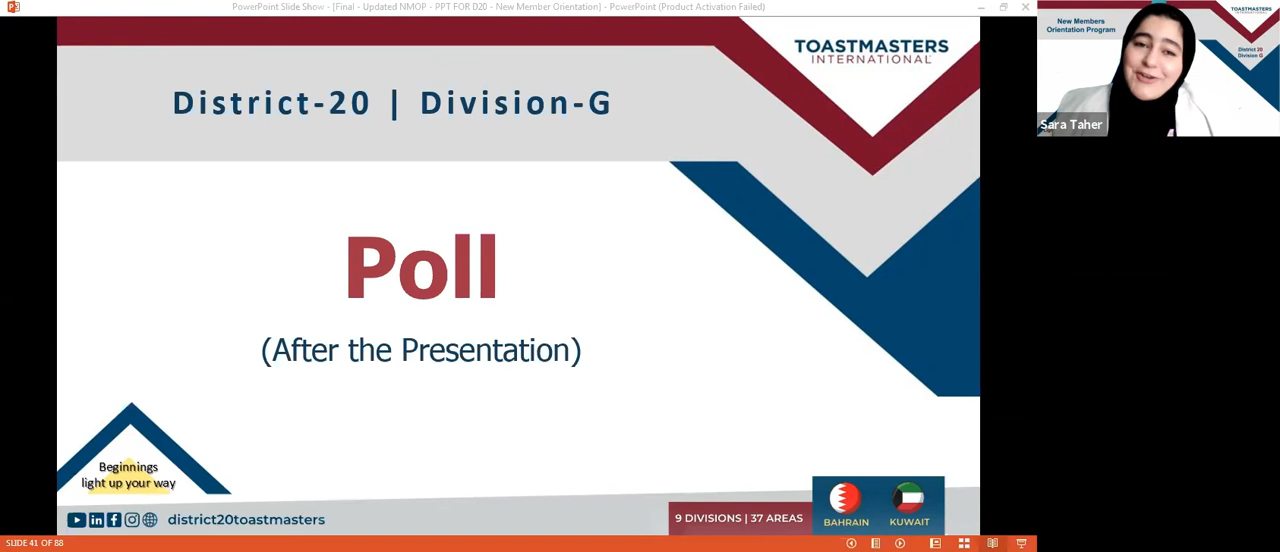 PowerPoint Slide Show - [Final - Updated NMOP - PPT FOR D20 - New Member Orientation] - PowerPoint (Product Activation Failed)
TOASTMASTERS
INTERNATIONAL
District-20 | Division-G
Poll
(After the Presentation)
Beginnings
light up your way
district20toastmasters
9 DIVISIONS | 37 AREAS
BAHRAIN
KUWAIT
SLIDE 41 OF 88
New Members
Orientation Program
TOASTMASTERS
INTERNATIONAL
District 20
Division G
Sara Taher